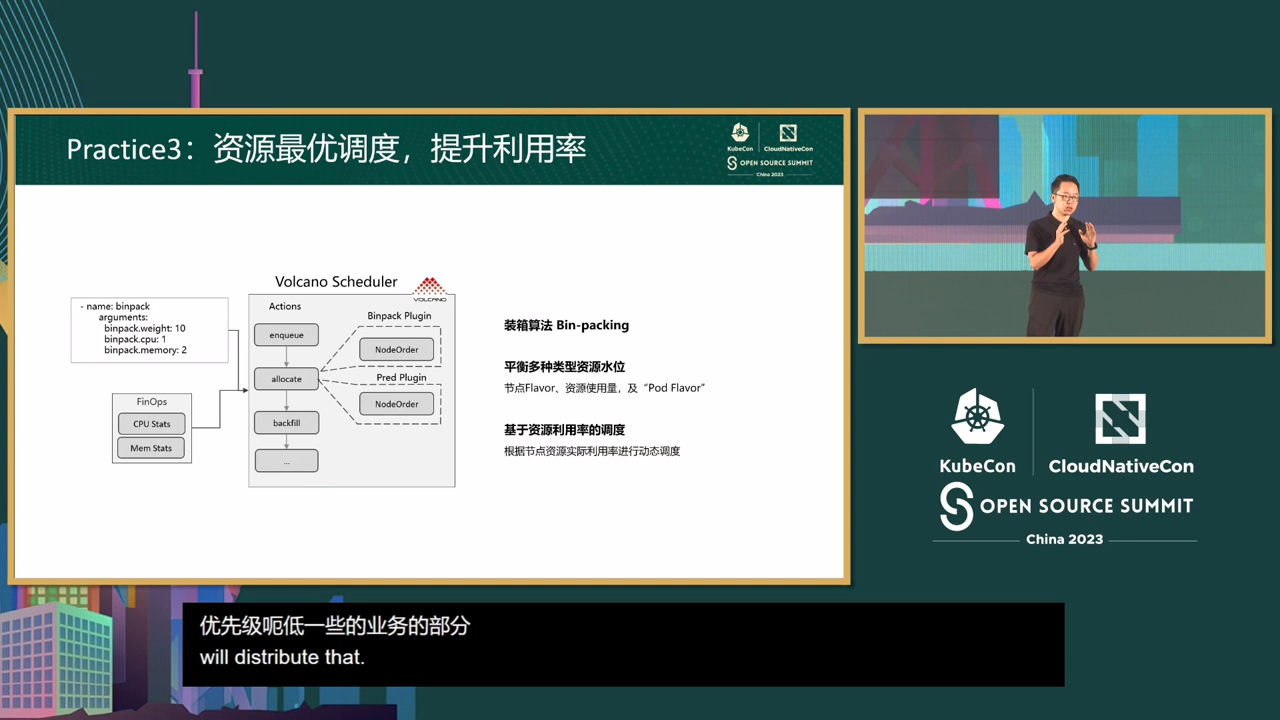 Practice3：资源最优调度，提升利用率
KubeCon
CloudNativeCon
OPEN SOURCE SUMMIT
China 2023
Volcano Scheduler
VOLCANO
- name: binpack
arguments:
binpack.weight: 10
binpack.cpu: 1
binpack.memory: 2
FinOps
CPU Stats
Mem Stats
Actions
enqueue
allocate
backfill
...
Binpack Plugin
NodeOrder
Pred Plugin
NodeOrder
装箱算法 Bin-packing
平衡多种类型资源水位
节点Flavor、资源使用量，及“Pod Flavor”
基于资源利用率的调度
根据节点资源实际利用率进行动态调度
KubeCon
CloudNativeCon
OPEN SOURCE SUMMIT
China 2023
优先级呃低一些的业务的部分
will distribute that.